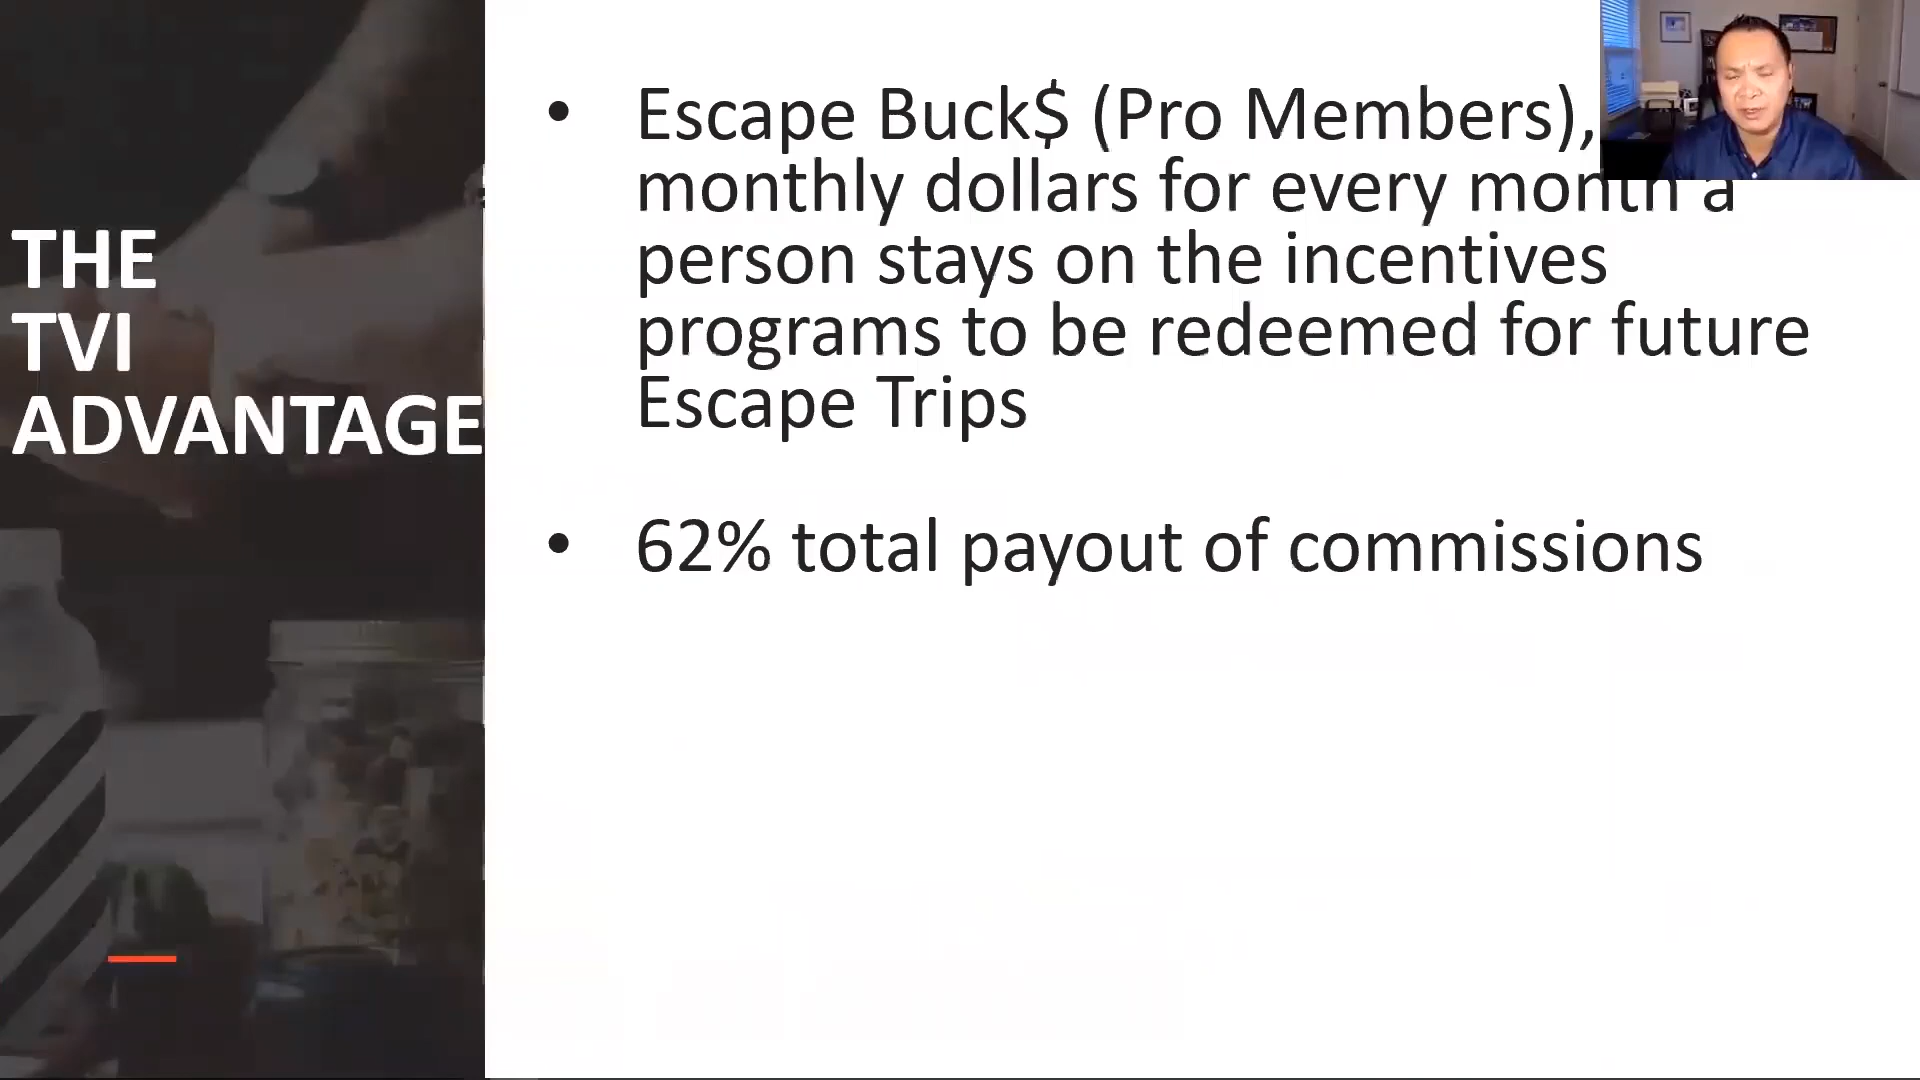 THE
TVI
ADVANTAGE
• Escape Buck$ (Pro Members),
monthly dollars for every month a
person stays on the incentives
programs to be redeemed for future
Escape Trips
• 62% total payout of commissions